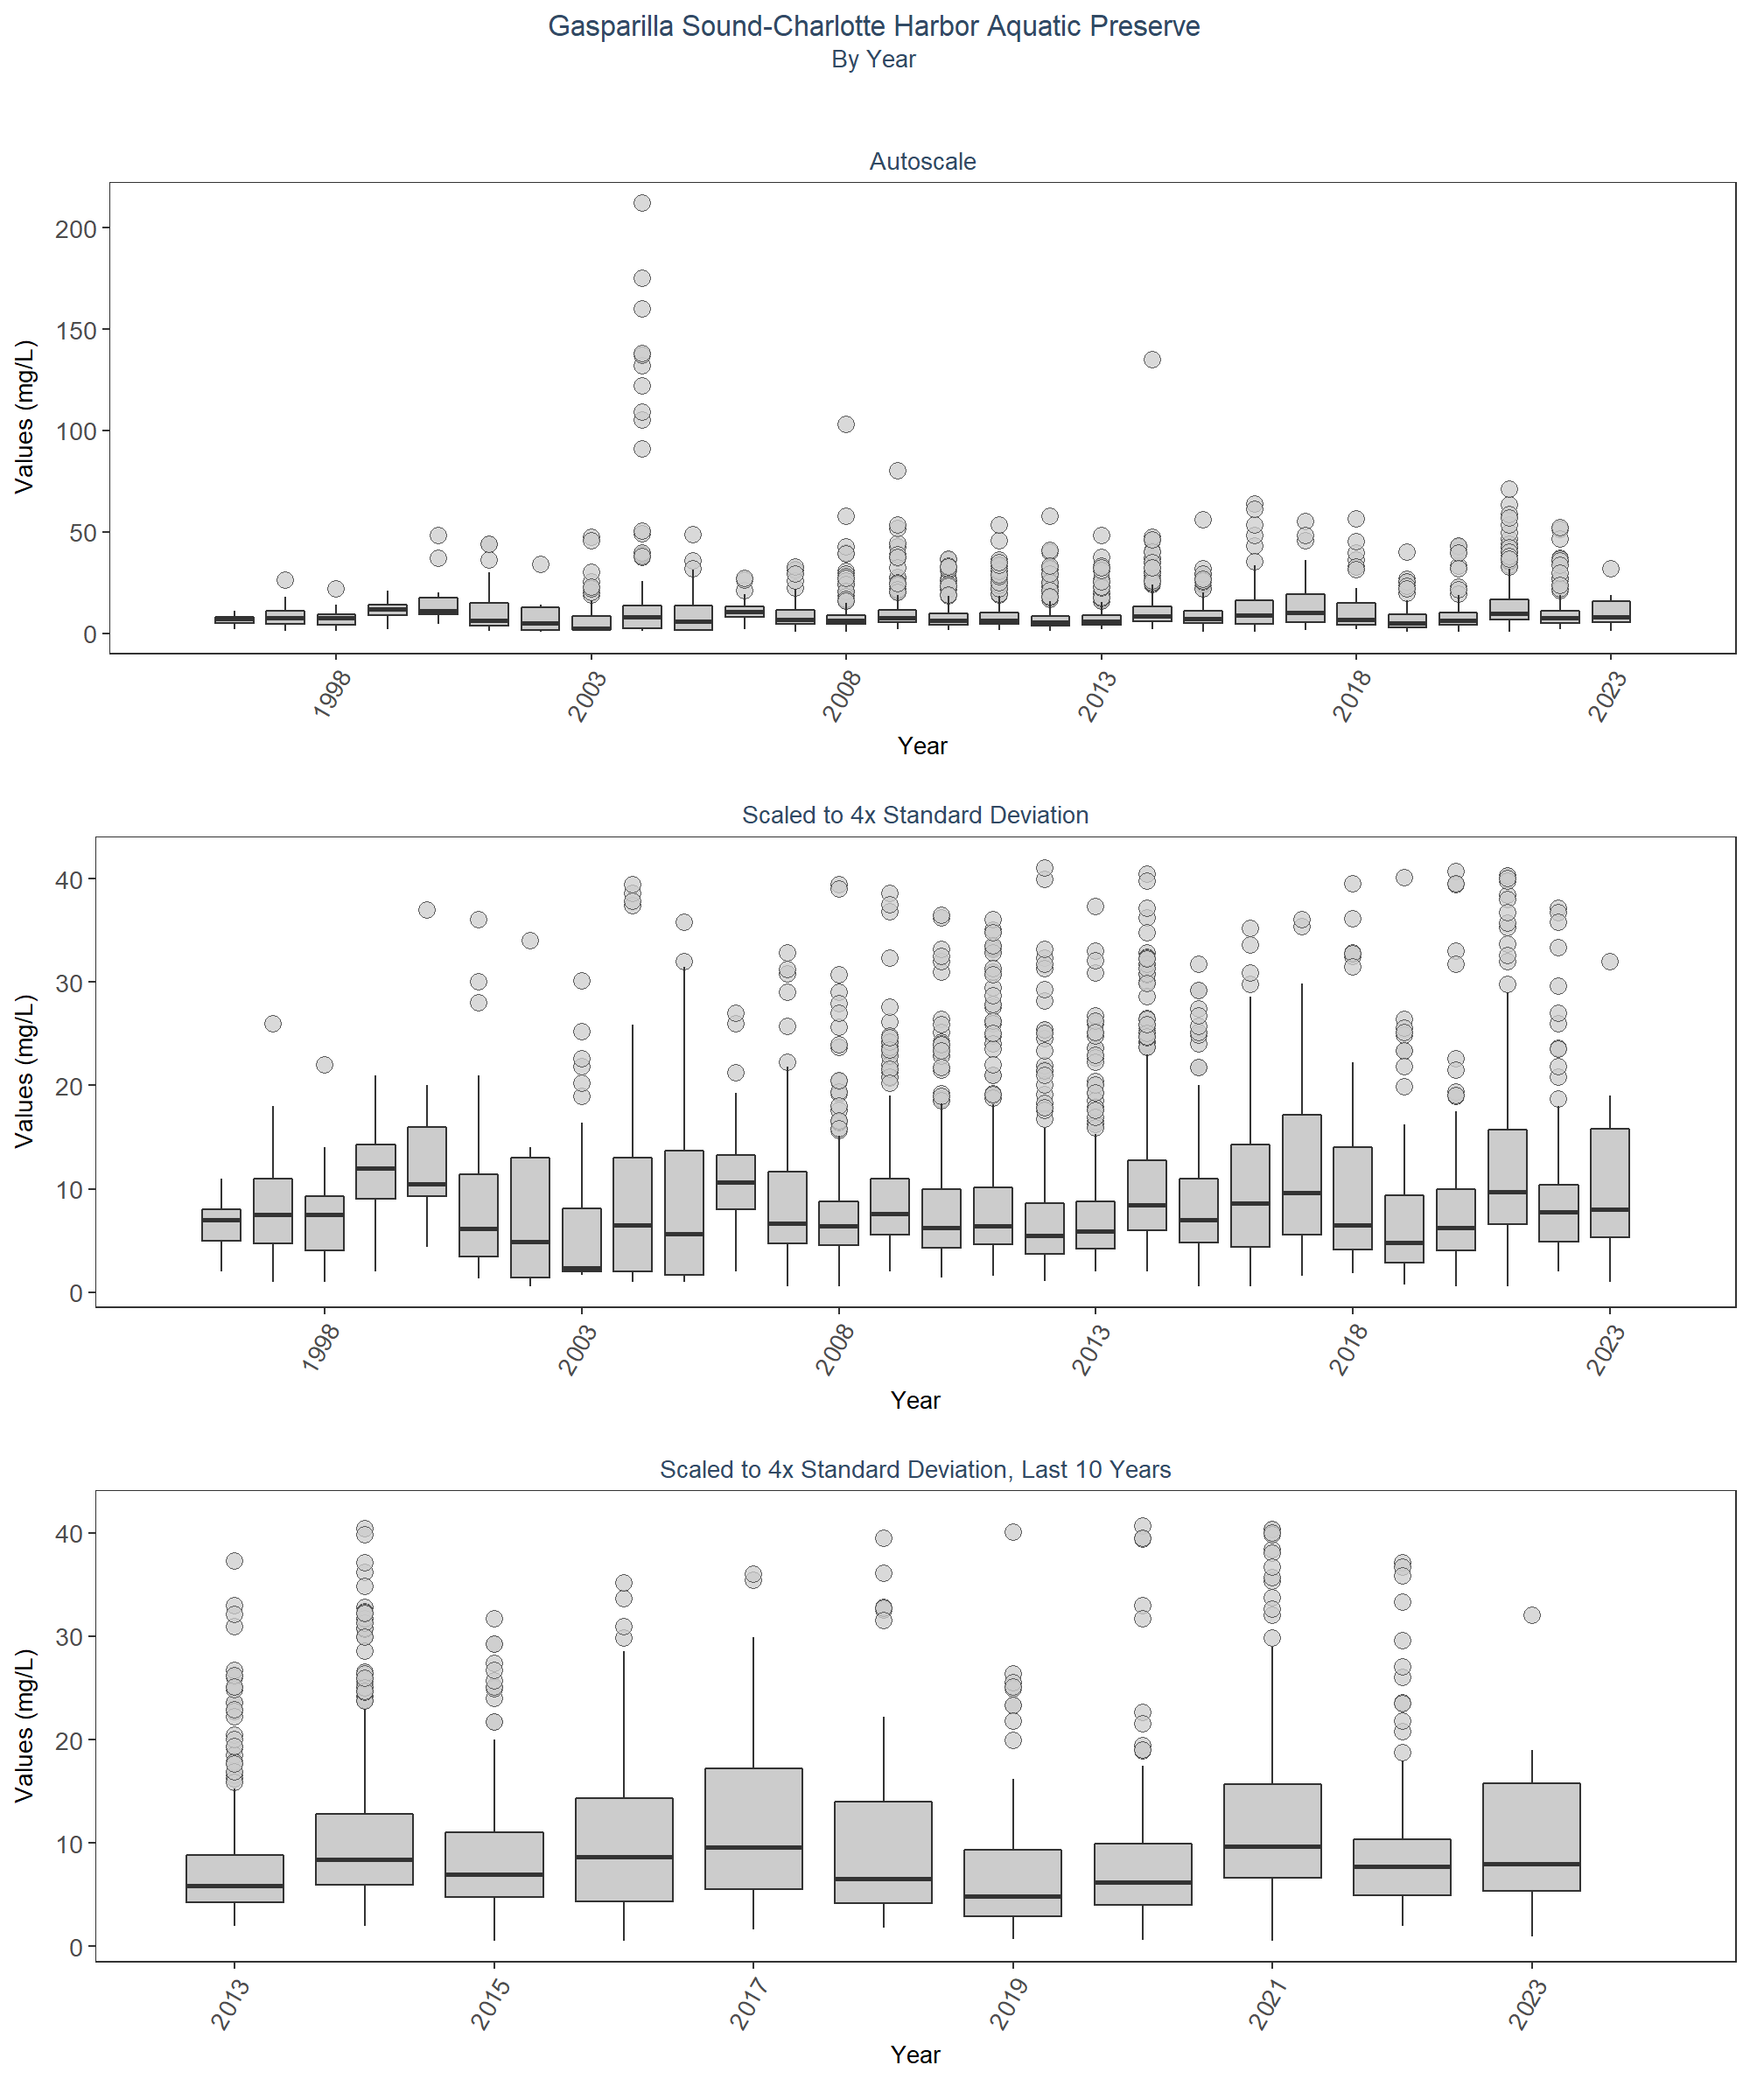 Gasparilla Sound-Charlotte Harbor Aquatic Preserve
By Year
Autoscale
Values (mg/L)
200
150
100
50
0
1998 2003 2008 2013 2018 2023
Year
Scaled to 4x Standard Deviation
Values (mg/L)
40
30
20
10
0
1998 2003 2008 2013 2018 2023
Year
Scaled to 4x Standard Deviation, Last 10 Years
Values (mg/L)
40
30
20
10
0
2013 2015 2017 2019 2021 2023
Year